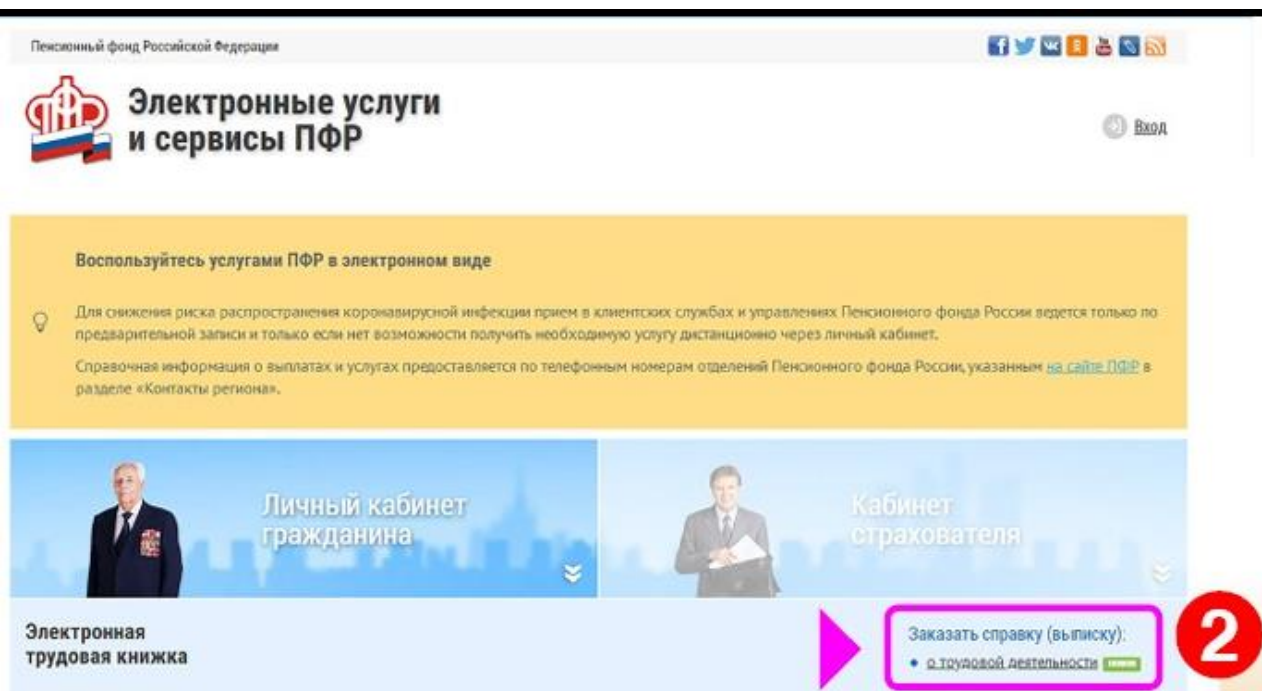 Пенсионный фонд Российской Федерации
Электронные услуги
и сервисы ПФР
Вход
Воспользуйтесь услугами ПФР в электронном виде
Для снижения риска распространения коронавирусной инфекции прием в клиентских службах и управлениях Пенсионного фонда России ведется только по
предварительной записи и только если нет возможности получить необходимую услугу дистанционно через личный кабинет.
Справочная информация о выплатах и услугах предоставляется по телефонным номерам отделений Пенсионного фонда России, указанным на сайте ПФР в
разделе «Контакты региона».
Личный кабинет
гражданина
Кабинет
страхователя
Электронная
трудовая книжка
Заказать справку (выписку):
• о трудовой деятельности
2